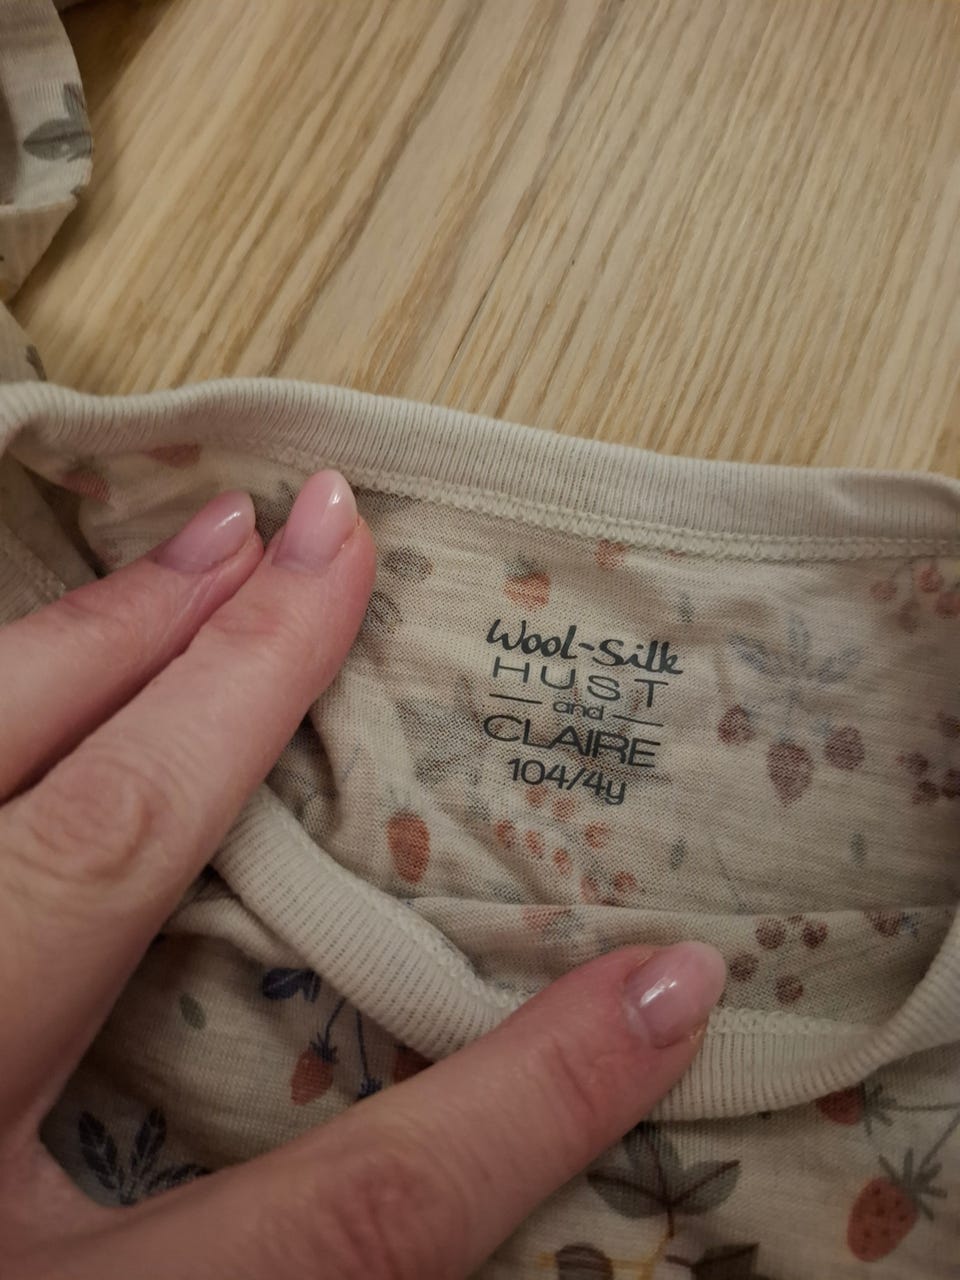 Wool-Silk
HUST
and
CLAIRE
104/4y